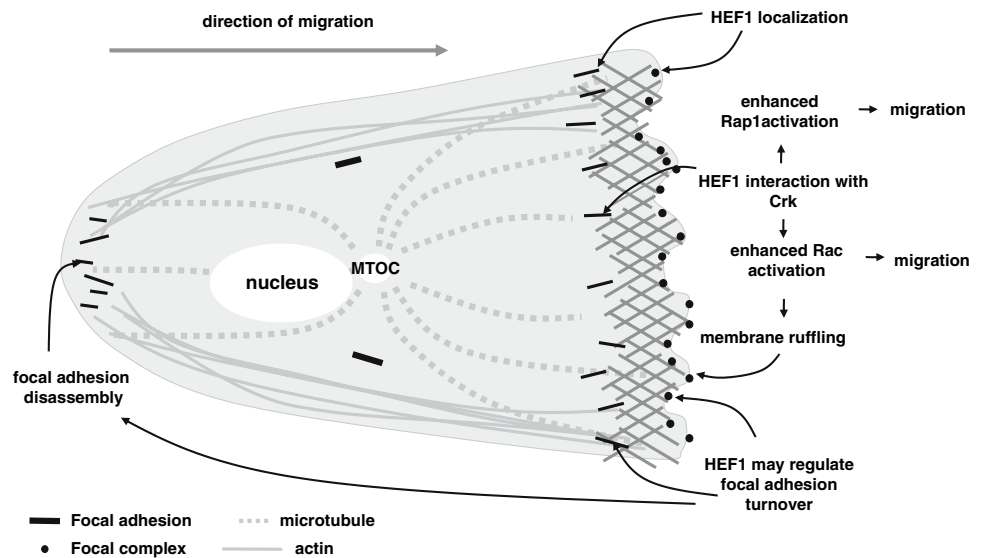 direction of migration
HEF1 localization
enhanced
Rap1activation
migration
HEF1 interaction with
Crk
enhanced Rac
activation
migration
membrane ruffling
nucleus
MTOC
focal adhesion
disassembly
HEF1 may regulate
focal adhesion
turnover
Focal adhesion
microtubule
Focal complex
actin